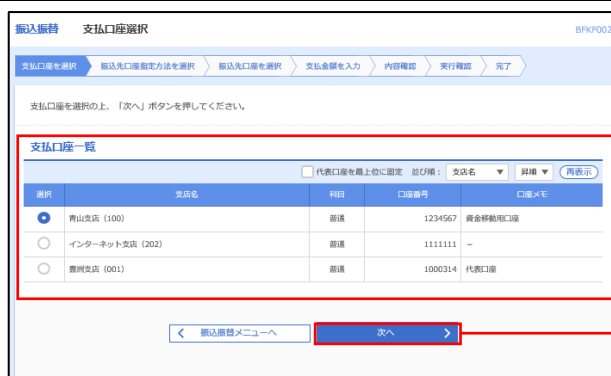 振込振替 支払口座選択 BFKF002
支払口座を選択 振込先口座指定方法を選択 振込先口座を選択 支払金額を入力 内容確認 実行確認 完了
支払口座を選択の上、「次へ」ボタンを押してください。
支払口座一覧
代表口座を最上位に固定 並び順： 支店名 ▼ 昇順 ▼ 再表示
選択 支店名 科目 口座番号 口座メモ
青山支店（100） 普通 1234567 資金移動用口座
インターネット支店（202） 普通 1111111 －
豊洲支店（001） 普通 1000314 代表口座
振込振替メニューへ 次へ